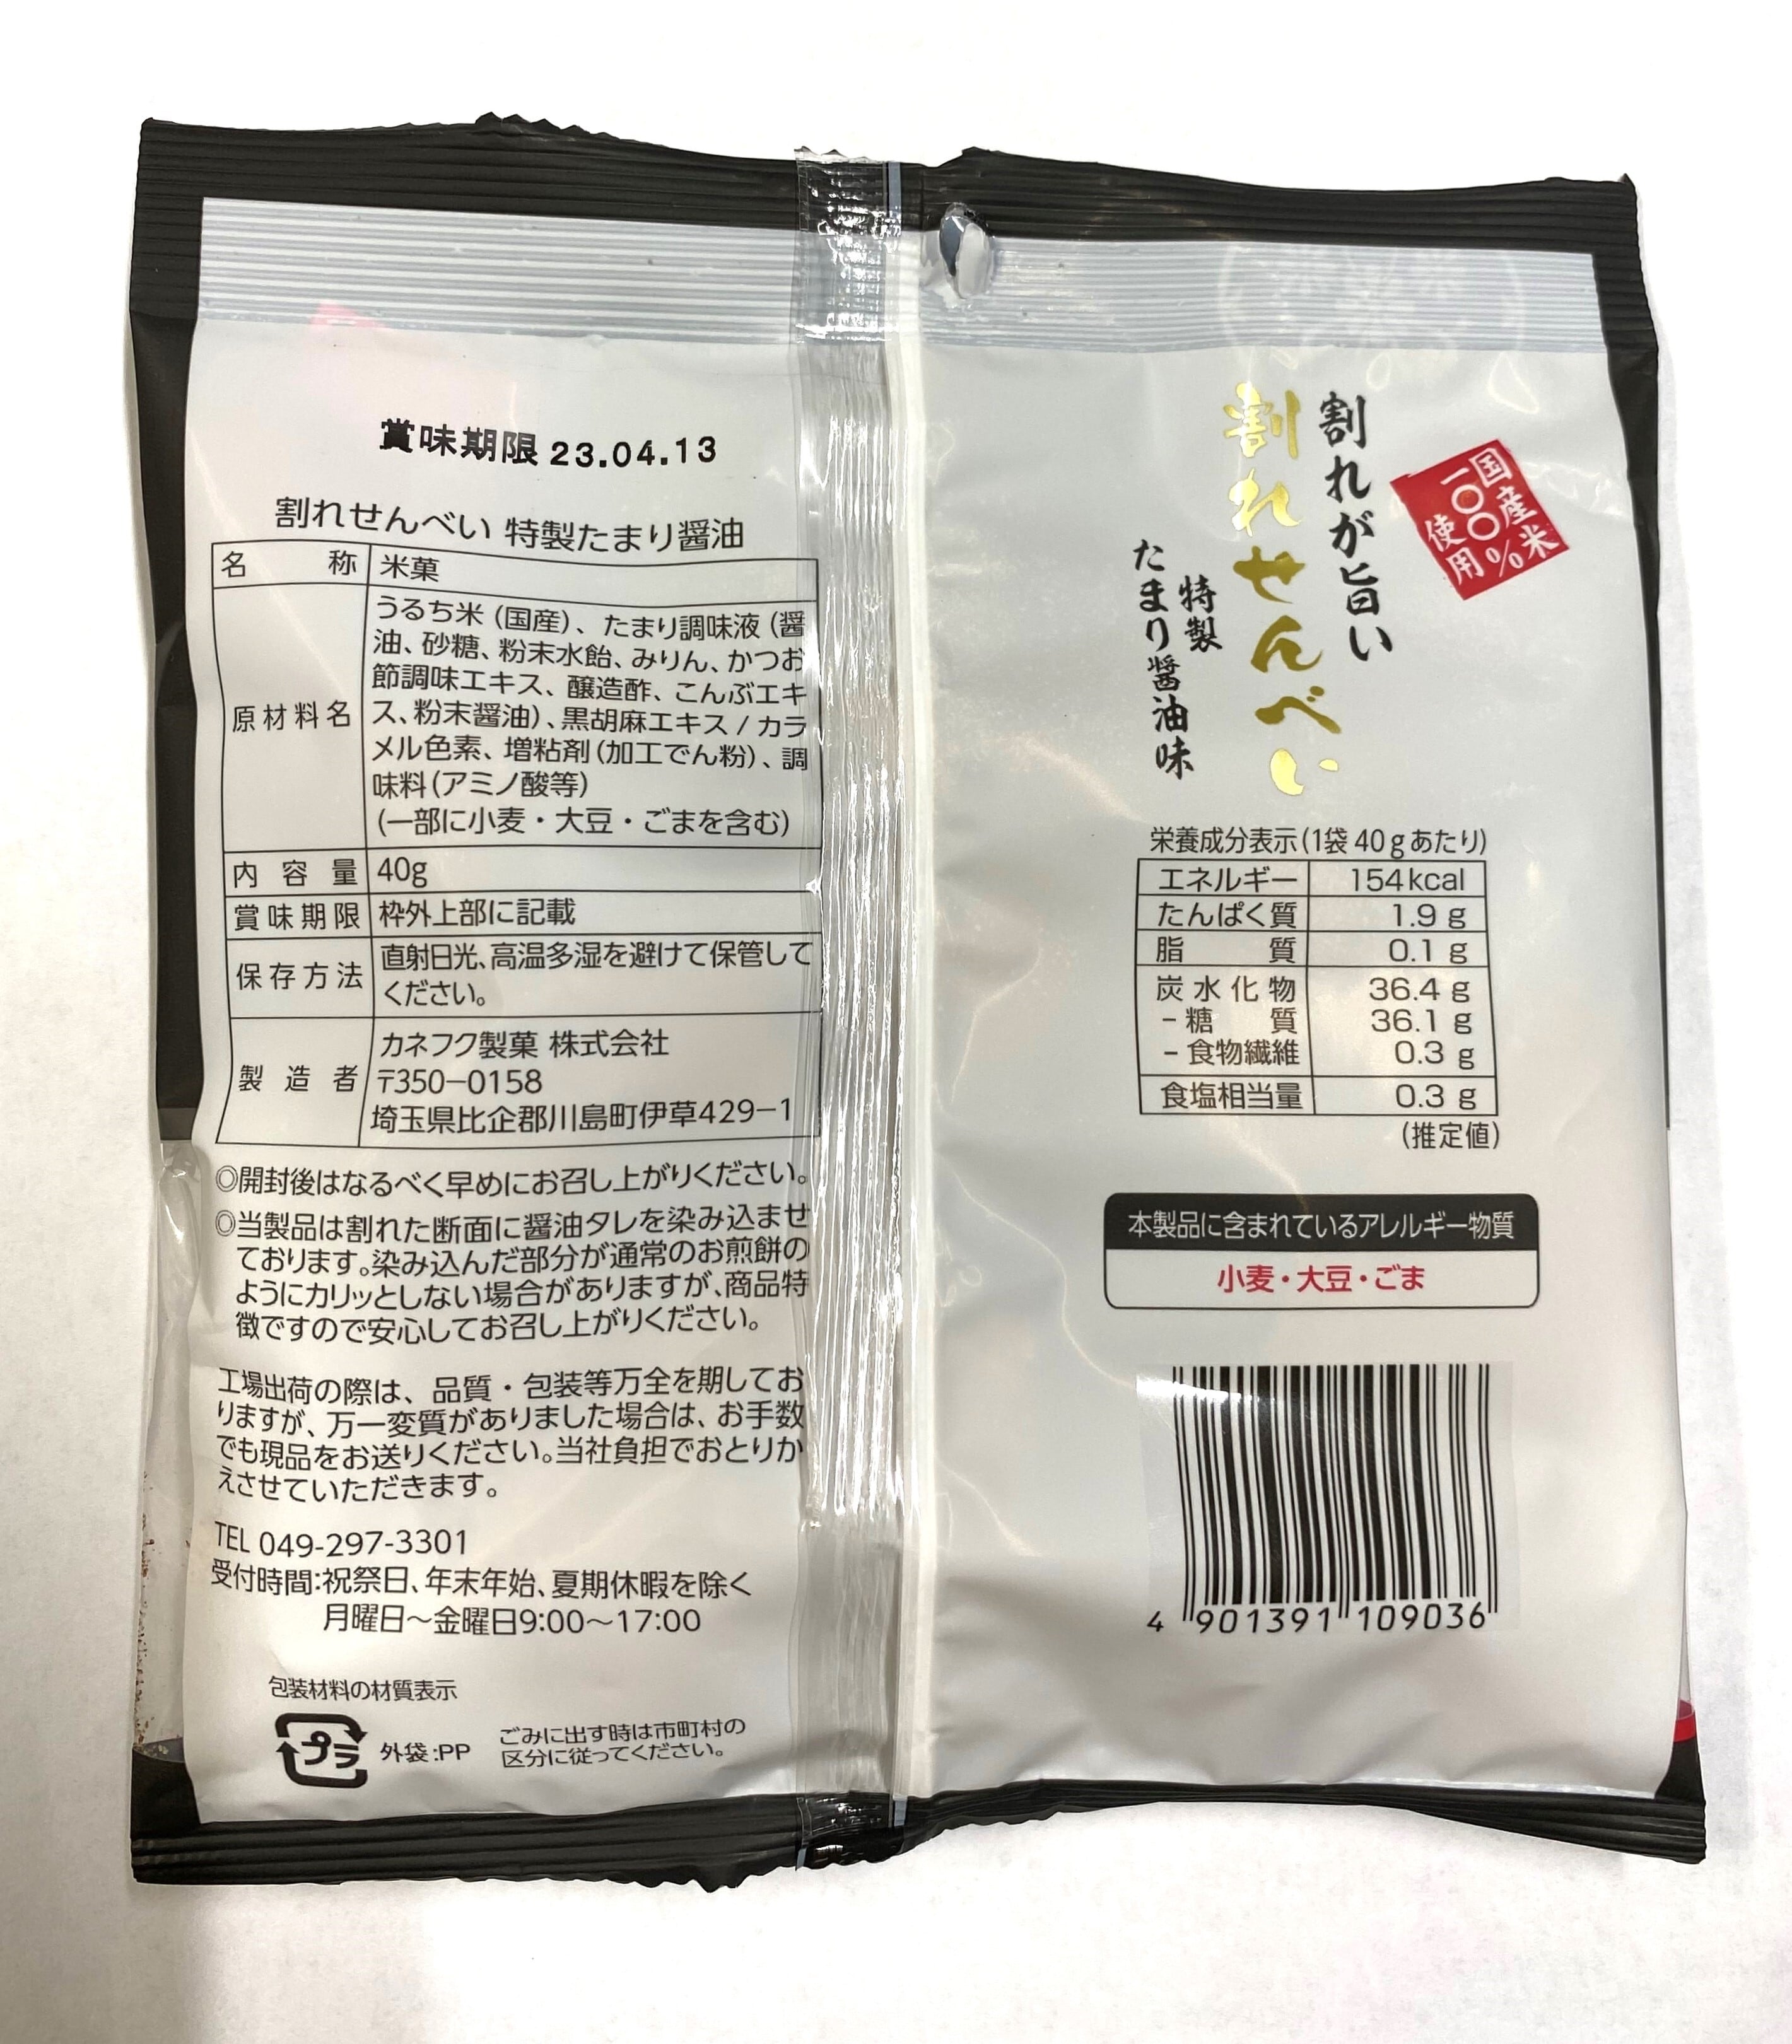 賞味期限 23.04.13
割れせんべい 特製たまり醤油
名称 米菓
原材料名
うるち米(国産)、たまり調味液(醤
油、砂糖、粉末水飴、みりん、かつお
節調味エキス、醸造酢、こんぶエキ
ス、粉末醤油)、黒胡麻エキス / カラ
メル色素、増粘剤(加工でん粉)、調
味料(アミノ酸等)
(一部に小麦・大豆・ごまを含む)
内容量 40g
賞味期限 枠外上部に記載
保存方法
直射日光、高温多湿を避けて保管して
ください。
製造者
カネフク製菓 株式会社
〒350-0158
埼玉県比企郡川島町伊草429-1
◎開封後はなるべく早めにお召し上がりください。
◎当製品は割れた断面に醤油タレを染み込ませ
ております。染み込んだ部分が通常のお煎餅の
ようにカリッとしない場合がありますが、商品特
徴ですので安心してお召し上がりください。
工場出荷の際は、品質・包装等万全を期してお
りますが、万一変質がありました場合は、お手数
でも現品をお送りください。当社負担でおとりか
えさせていただきます。
TEL 049-297-3301
受付時間:祝祭日、年末年始、夏期休暇を除く
月曜日～金曜日9:00～17:00
包装材料の材質表示
プラ
外袋:PP
ごみに出す時は市町村の
区分に従ってください。
国産米
一〇〇%
使用
割れが旨い
割れせんべい
特製
たまり醤油味
栄養成分表示(1袋 40gあたり)
エネルギー 154kcal
たんぱく質 1.9 g
脂質 0.1 g
炭水化物 36.4 g
-糖質 36.1 g
-食物繊維 0.3 g
食塩相当量 0.3 g
(推定値)
本製品に含まれているアレルギー物質
小麦・大豆・ごま
4 901391 109036